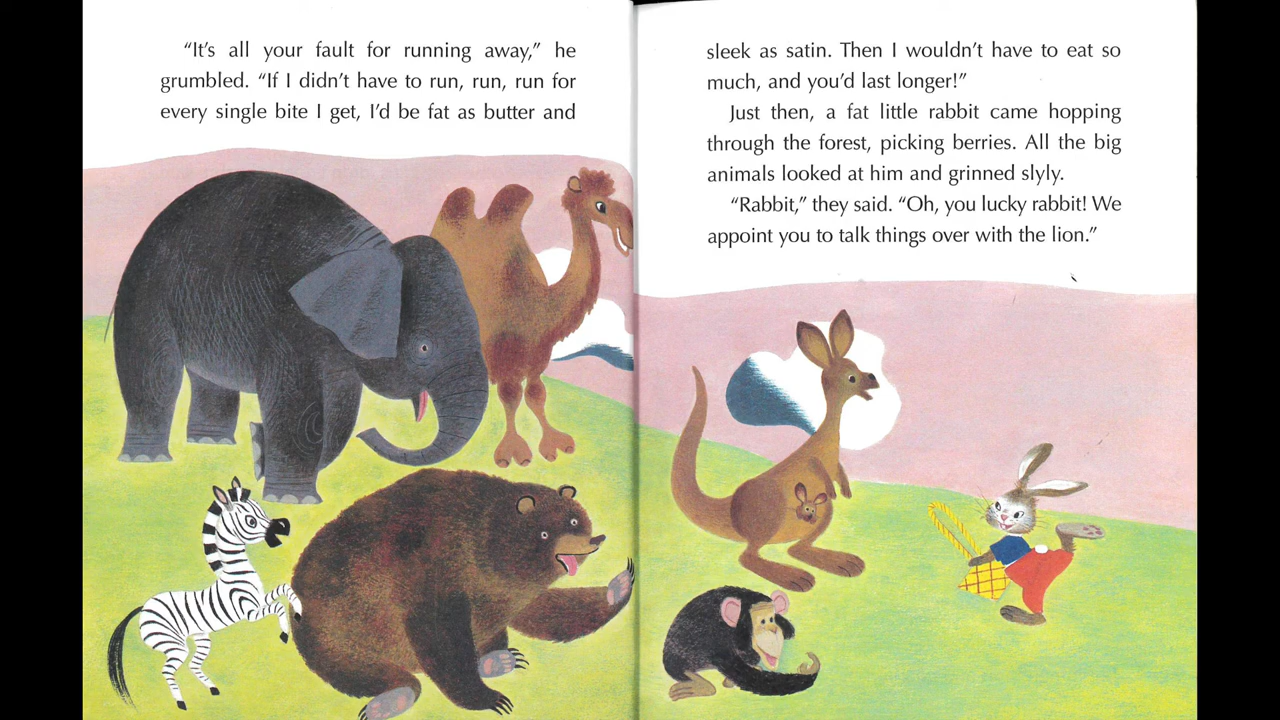 “It’s all your fault for running away,” he
grumbled. “If I didn’t have to run, run, run for
every single bite I get, I’d be fat as butter and
sleek as satin. Then I wouldn’t have to eat so
much, and you’d last longer!”
Just then, a fat little rabbit came hopping
through the forest, picking berries. All the big
animals looked at him and grinned slyly.
“Rabbit,” they said. “Oh, you lucky rabbit! We
appoint you to talk things over with the lion.”